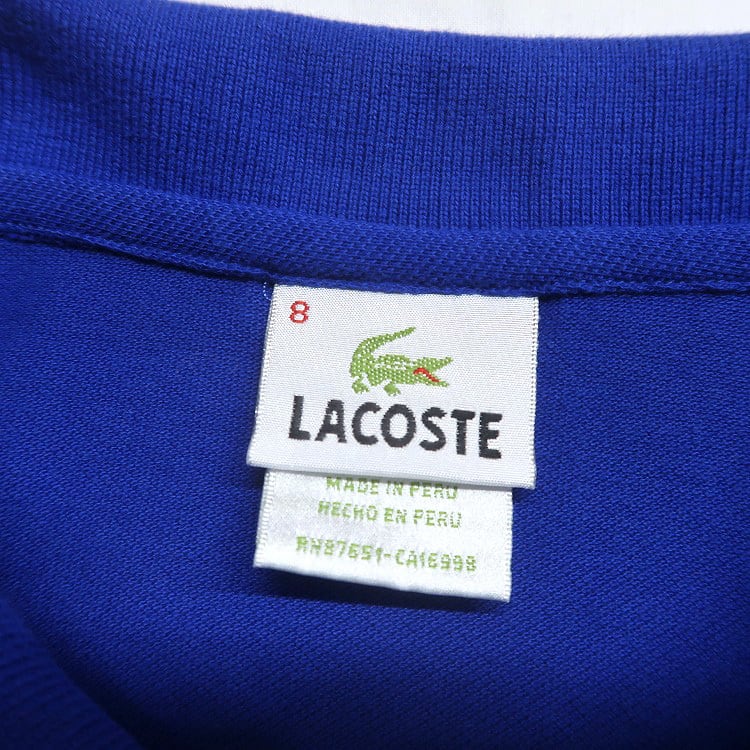 8
LACOSTE
MADE IN PERU
HECHO EN PERU
RN87651-CA16998